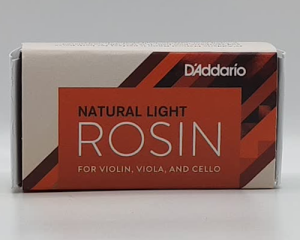 D'Addario
NATURAL LIGHT
ROSIN
FOR VIOLIN, VIOLA, AND CELLO